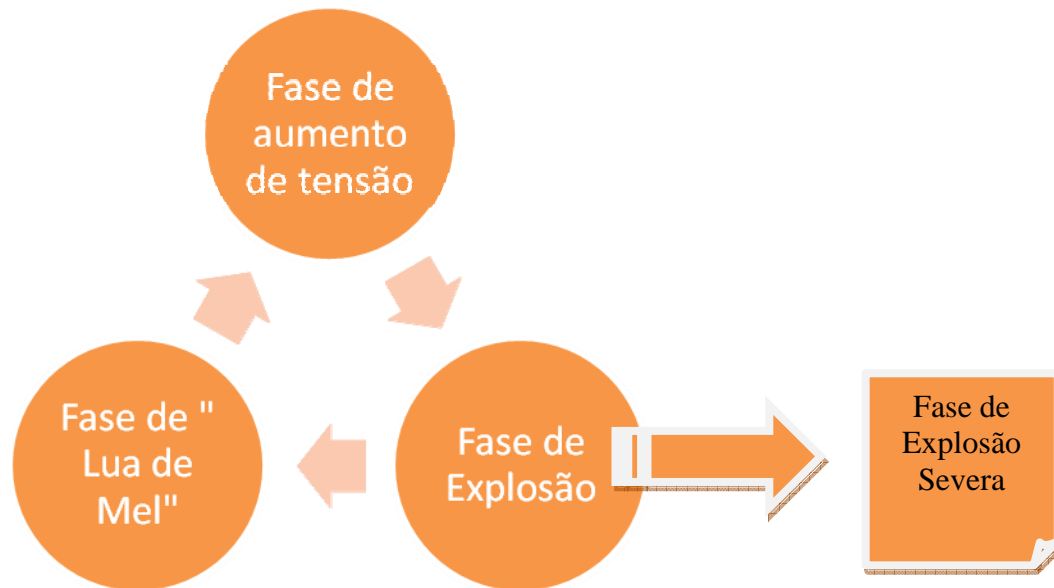 Fase de
aumento
de tensão
Fase de "
Lua de
Mel"
Fase de
Explosão
Fase de
Explosão
Severa